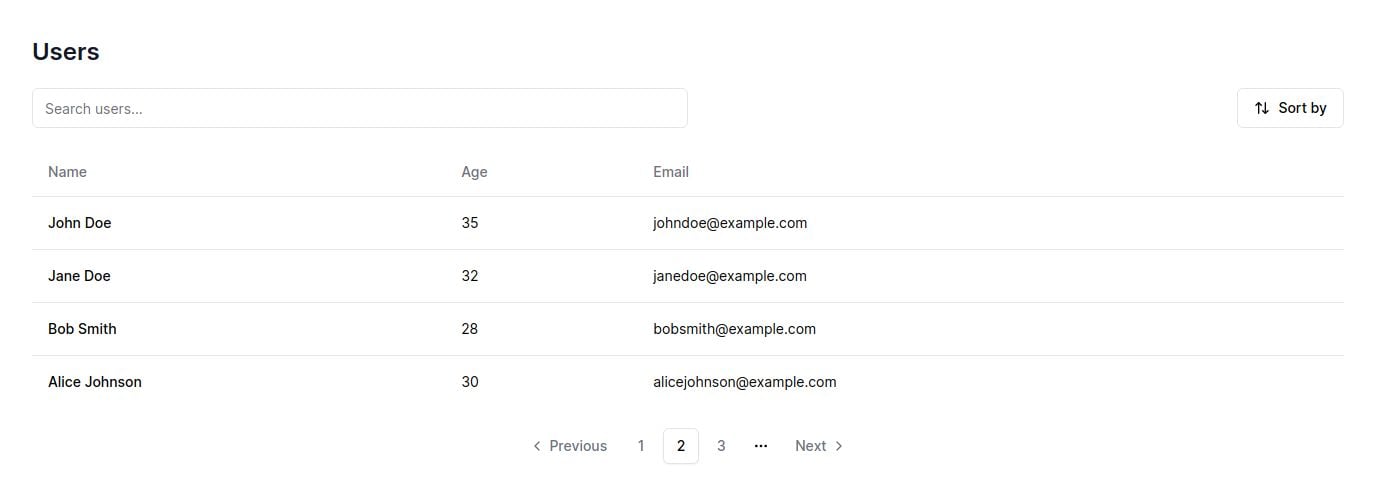 Users
Search users...
Sort by
Name Age Email
John Doe 35 johndoe@example.com
Jane Doe 32 janedoe@example.com
Bob Smith 28 bobsmith@example.com
Alice Johnson 30 alicejohnson@example.com
Previous 1 2 3 ... Next